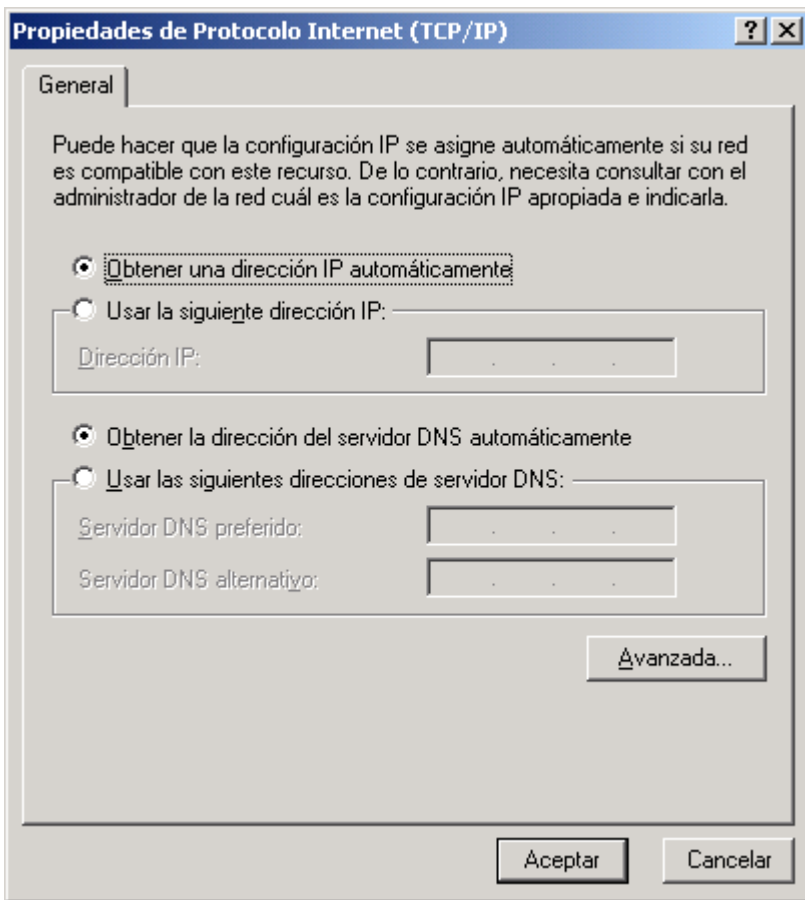 Propiedades de Protocolo Internet (TCP/IP)
General
Puede hacer que la configuración IP se asigne automáticamente si su red
es compatible con este recurso. De lo contrario, necesita consultar con el
administrador de la red cuál es la configuración IP apropiada e indicarla.
Obtener una dirección IP automáticamente
Usar la siguiente dirección IP:
Dirección IP:
Obtener la dirección del servidor DNS automáticamente
Usar las siguientes direcciones de servidor DNS:
Servidor DNS preferido:
Servidor DNS alternativo:
Avanzada...
Aceptar Cancelar